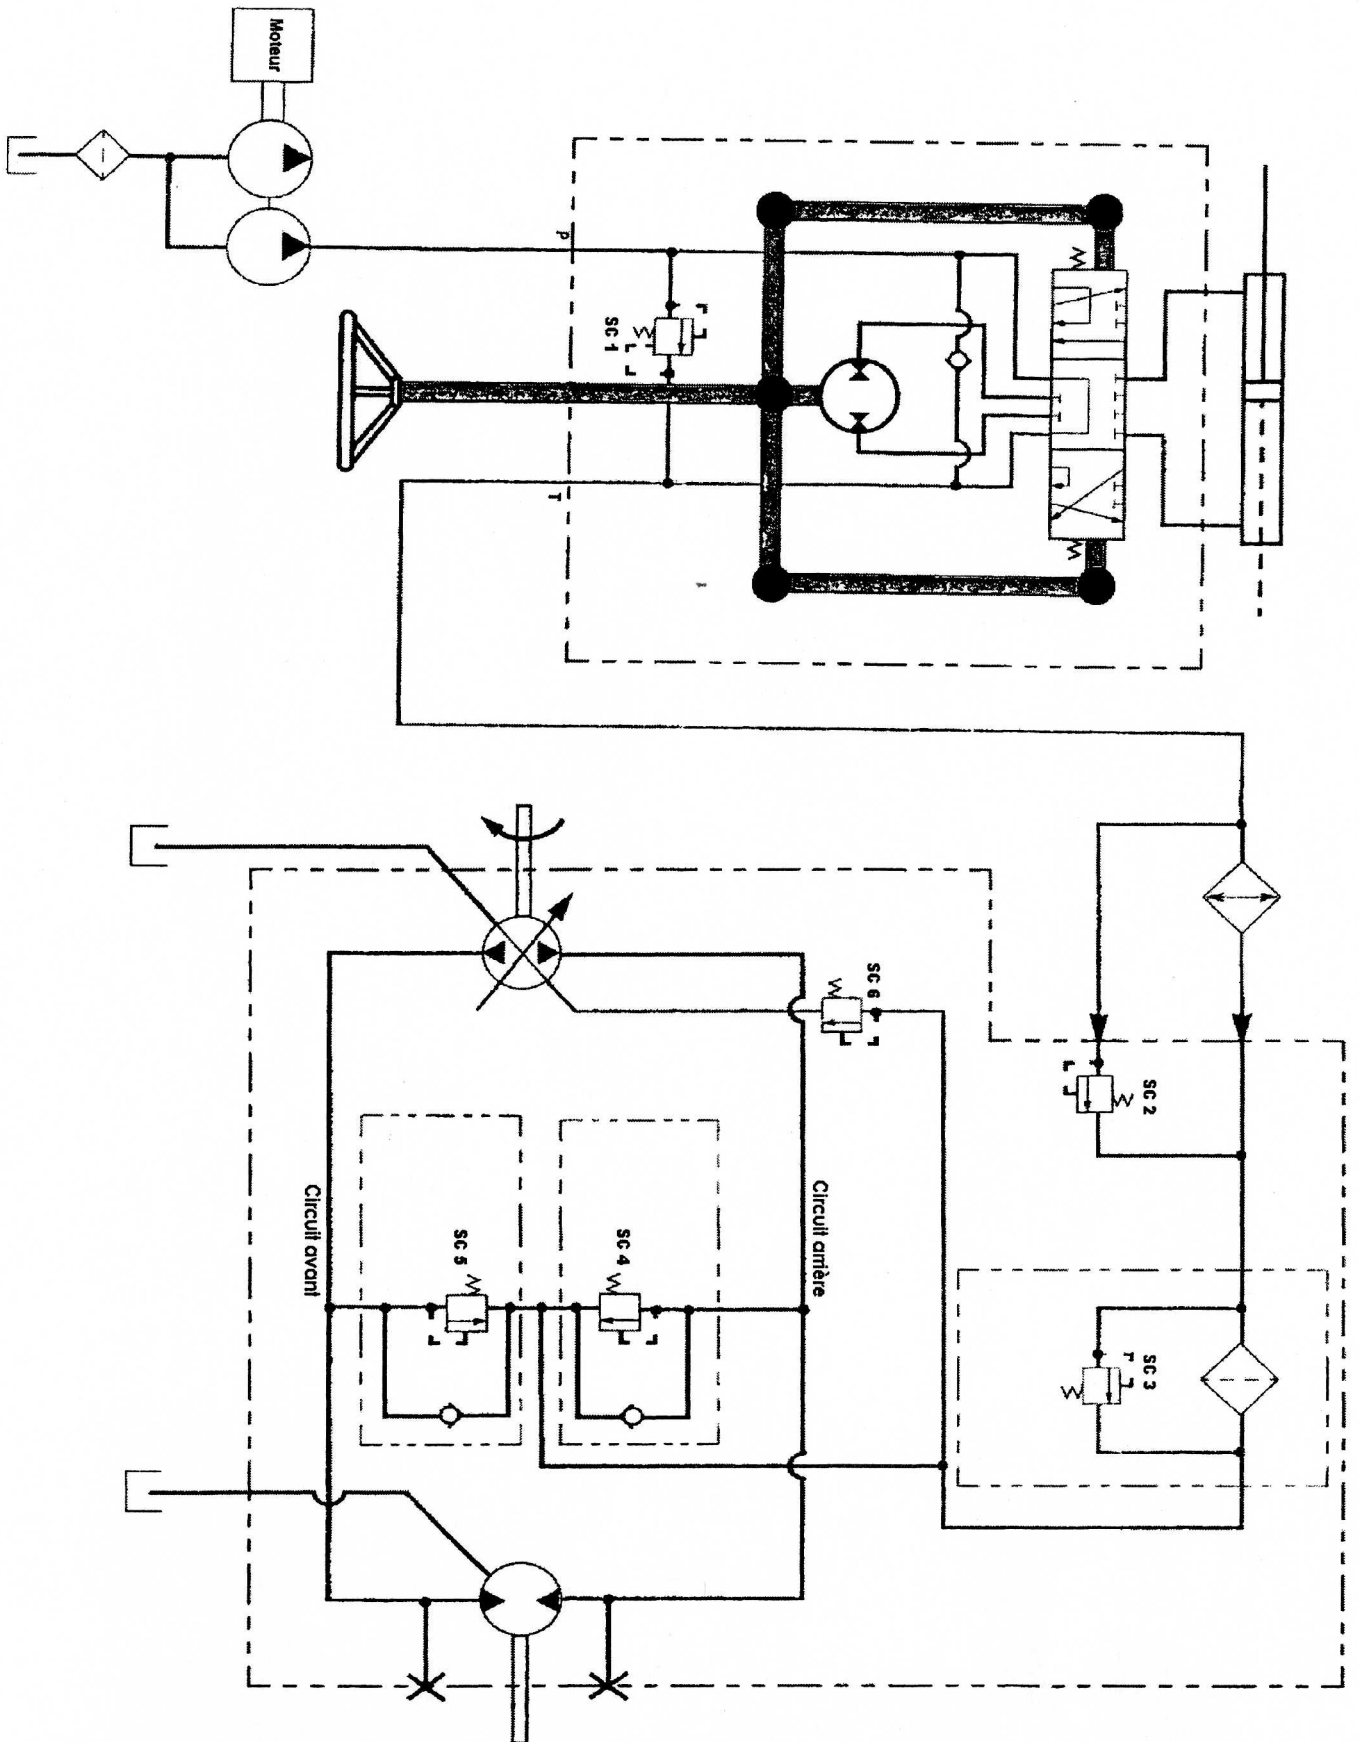 Moteur
P
SC 1
T
SC 6
SC 2
Circuit avant
SC 5
SC 4
Circuit arrière
SC 3